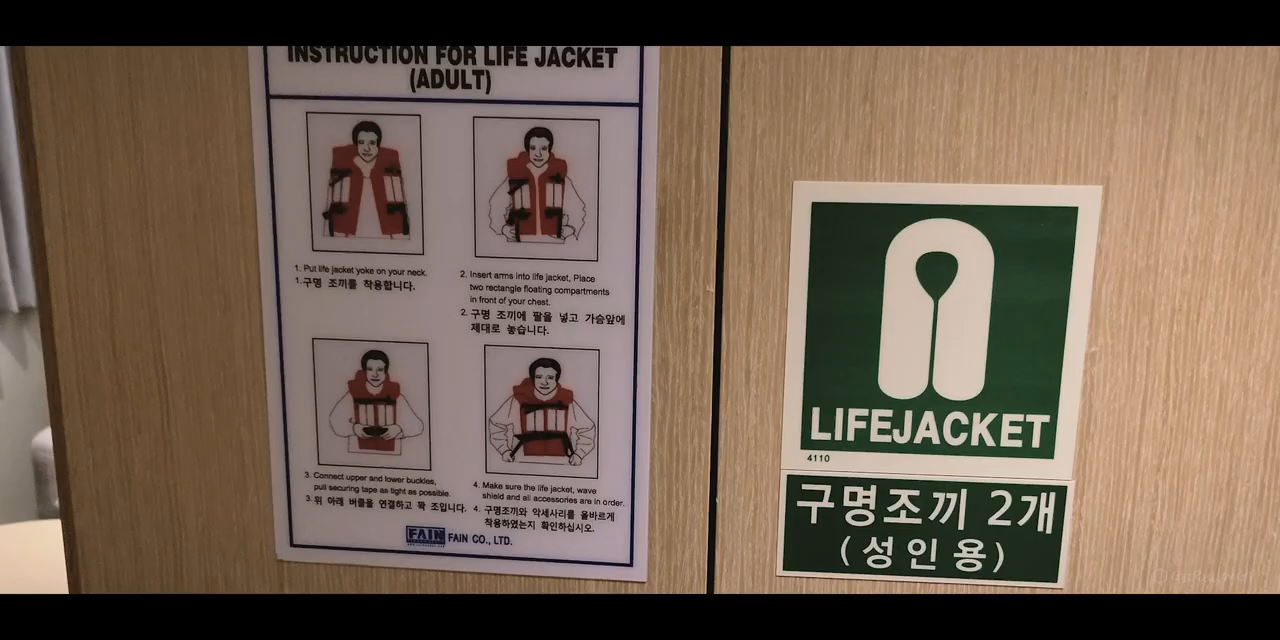 INSTRUCTION FOR LIFE JACKET
(ADULT)
1. Put life jacket yoke on your neck.
1.구명 조끼를 착용합니다.
2. Insert arms into life jacket, Place
two rectangle floating compartments
in front of your chest.
2. 구명 조끼에 팔을 넣고 가슴앞에
제대로 놓습니다.
3. Connect upper and lower buckles,
pull securing tape as tight as possible.
3. 위 아래 버클을 연결하고 꽉 조입니다.
4. Make sure the life jacket, wave
shield and all accessories are in order.
4. 구명조끼와 악세사리를 올바르게
착용하였는지 확인하십시오.
FAIN FAIN CO., LTD.
LIFEJACKET
4110
구명조끼 2개
(성인용)